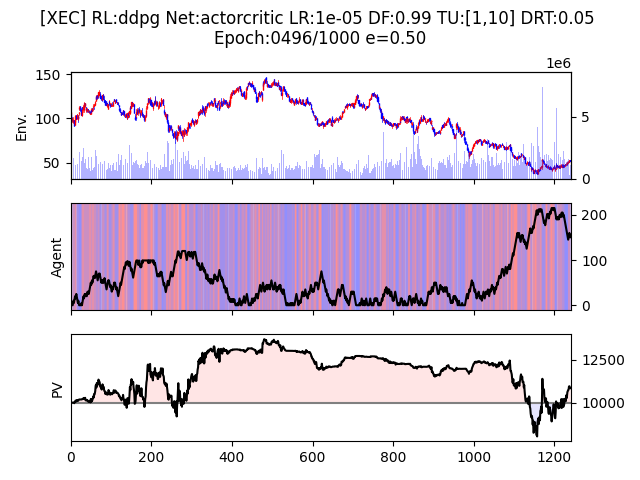 [XEC] RL:ddpg Net:actorcritic LR:1e-05 DF:0.99 TU:[1,10] DRT:0.05
Epoch:0496/1000 e=0.50
1e6
150
100
50
Env.
5
0
Agent
200
100
0
PV
12500
10000
0
200
400
600
800
1000
1200